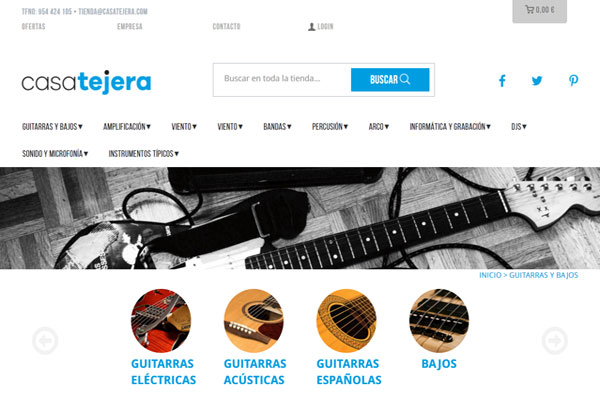 TFNO: 954 424 105 • TIENDA@CASATEJERA.COM
0,00 €
OFERTAS EMPRESA CONTACTO LOGIN
casatejera
Buscar en toda la tienda... BUSCAR
GUITARRAS Y BAJOS▾ AMPLIFICACIÓN▾ VIENTO▾ VIENTO▾ BANDAS▾ PERCUSIÓN▾ ARCO▾ INFORMÁTICA Y GRABACIÓN▾ DJS▾
SONIDO Y MICROFONÍA▾ INSTRUMENTOS TÍPICOS▾
INICIO > GUITARRAS Y BAJOS
GUITARRAS
ELÉCTRICAS
GUITARRAS
ACÚSTICAS
GUITARRAS
ESPAÑOLAS
BAJOS